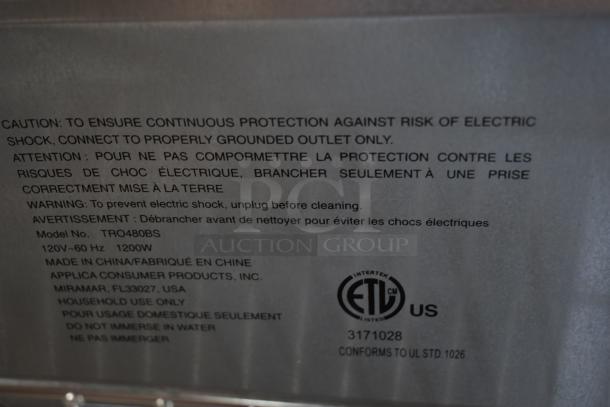 CAUTION: TO ENSURE CONTINUOUS PROTECTION AGAINST RISK OF ELECTRIC
SHOCK, CONNECT TO PROPERLY GROUNDED OUTLET ONLY.
ATTENTION : POUR NE PAS COMPORMETTRE LA PROTECTION CONTRE LES
RISQUES DE CHOC ÉLECTRIQUE, BRANCHER SEULEMENT À UNE PRISE
CORRECTMENT MISE À LA TERRE
WARNING: To prevent electric shock, unplug before cleaning.
AVERTISSEMENT : Débrancher avant de nettoyer pour éviter les chocs électriques
Model No. TRO480BS
120V~60 Hz 1200W
MADE IN CHINA/FABRIQUÉ EN CHINE
APPLICA CONSUMER PRODUCTS, INC.
MIRAMAR, FL33027, USA
HOUSEHOLD USE ONLY
POUR USAGE DOMESTIQUE SEULEMENT
DO NOT IMMERSE IN WATER
NE PAS IMMERGER
INTERTEK
ETL CM US
LISTED
3171028
CONFORMS TO UL STD.1026
PCI
AUCTION GROUP